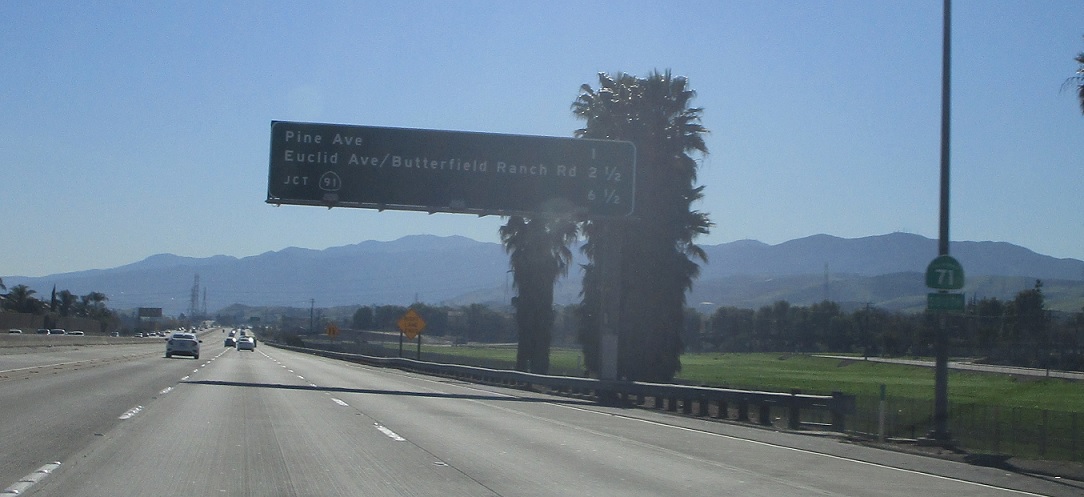 Pine Ave 1
Euclid Ave/Butterfield Ranch Rd 2 ½
JCT 91 6 ½
71